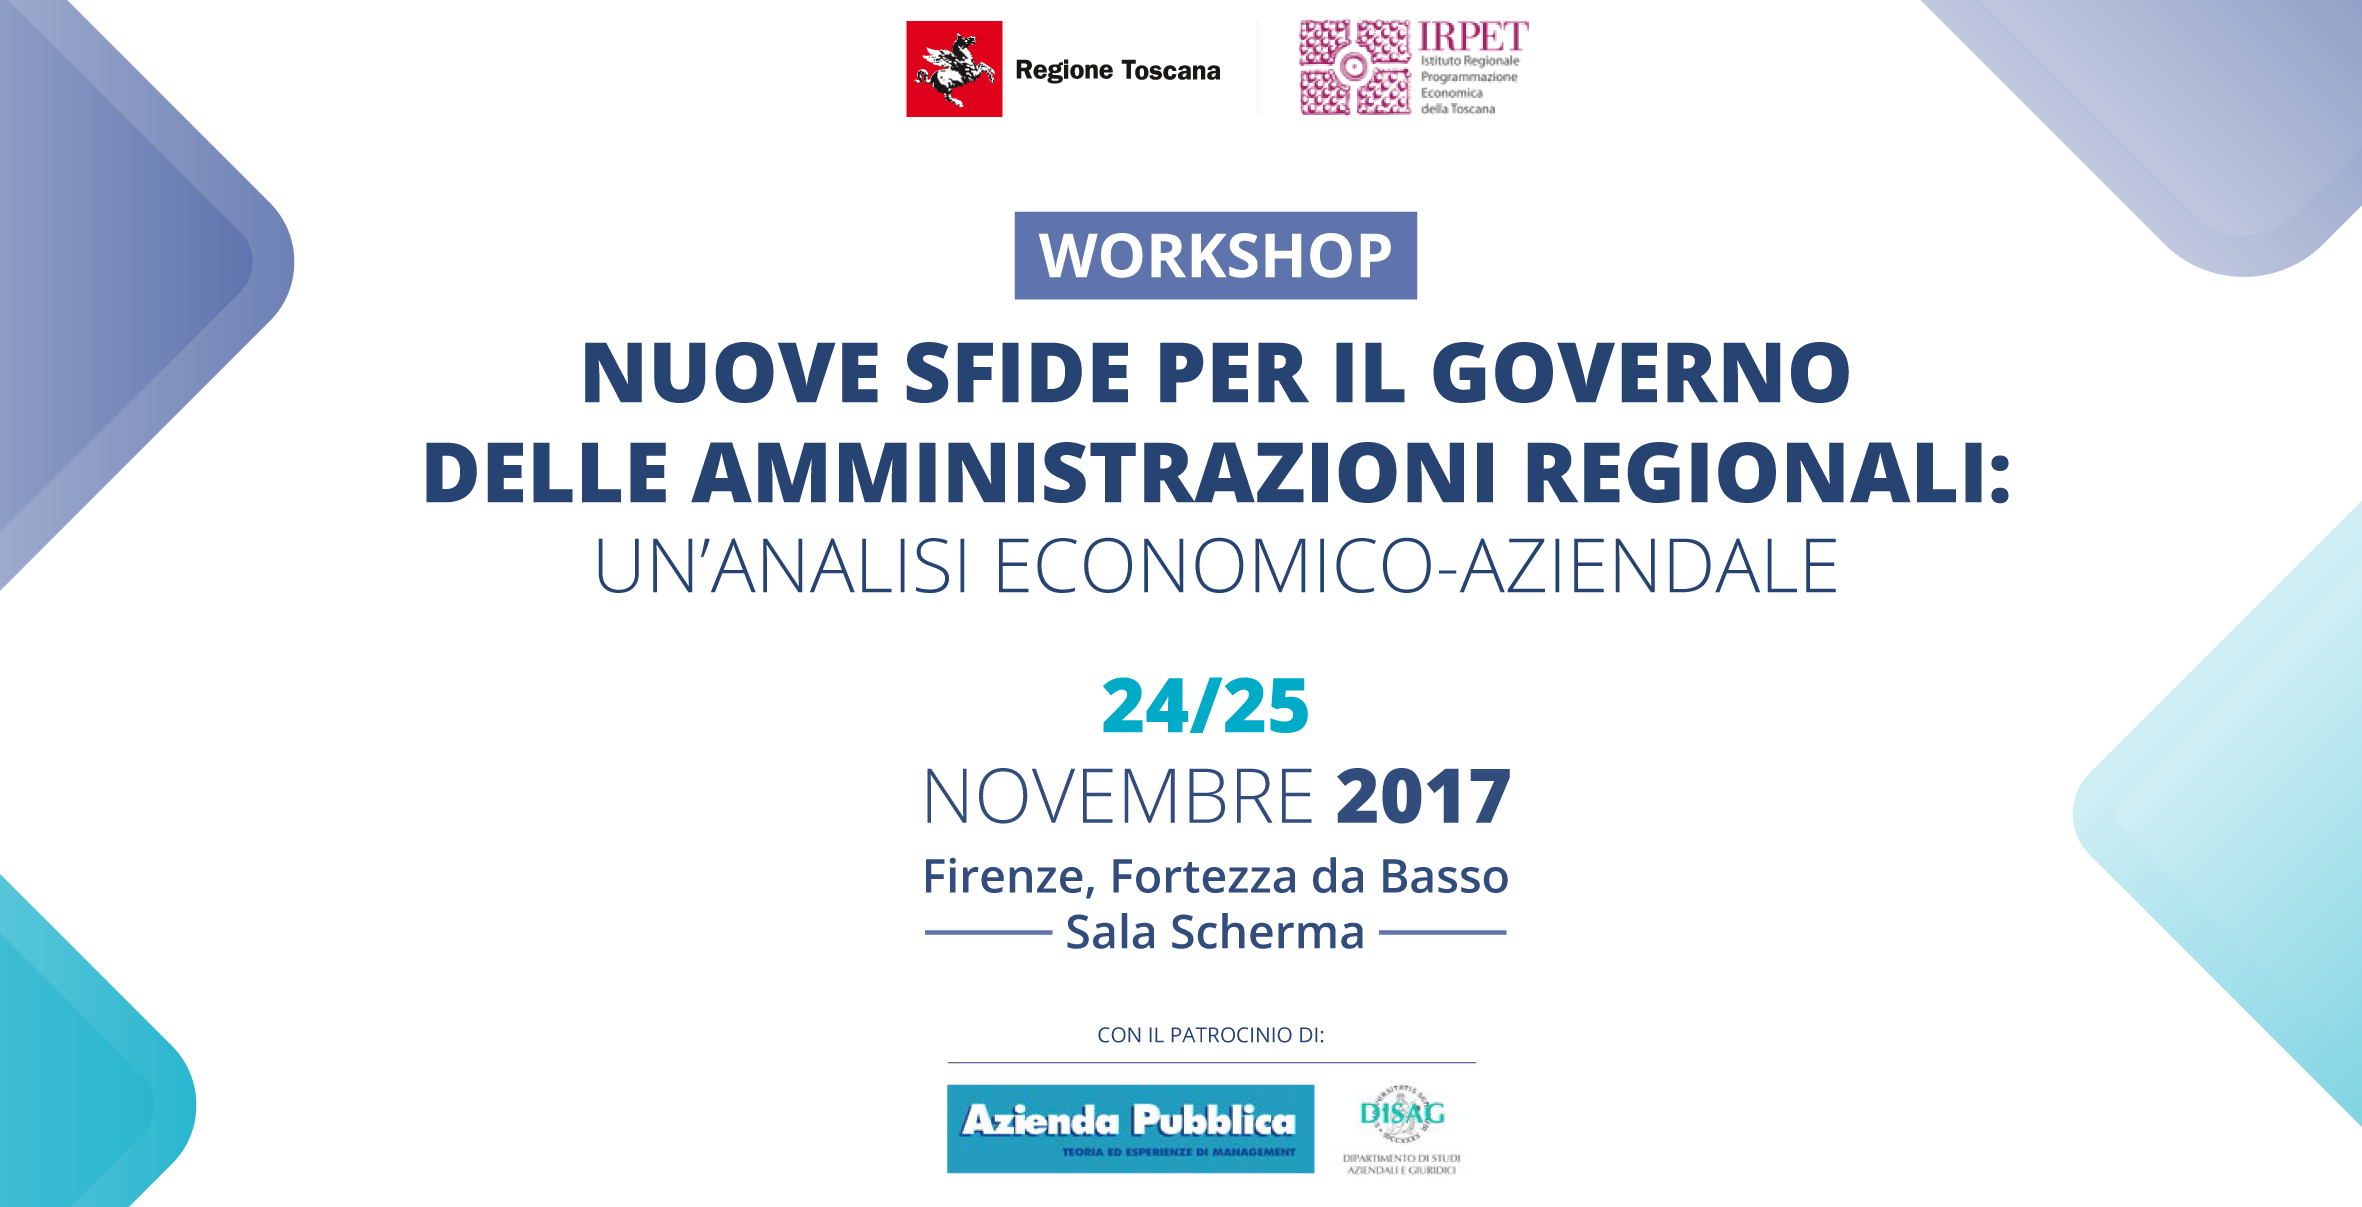 Regione Toscana
IRPET
Istituto Regionale
Programmazione
Economica
della Toscana
WORKSHOP
NUOVE SFIDE PER IL GOVERNO
DELLE AMMINISTRAZIONI REGIONALI:
UN’ANALISI ECONOMICO-AZIENDALE
24/25
NOVEMBRE 2017
Firenze, Fortezza da Basso
Sala Scherma
CON IL PATROCINIO DI:
Azienda Pubblica
TEORIA ED ESPERIENZE DI MANAGEMENT
DISAG
DIPARTIMENTO DI STUDI
AZIENDALI E GIURIDICI